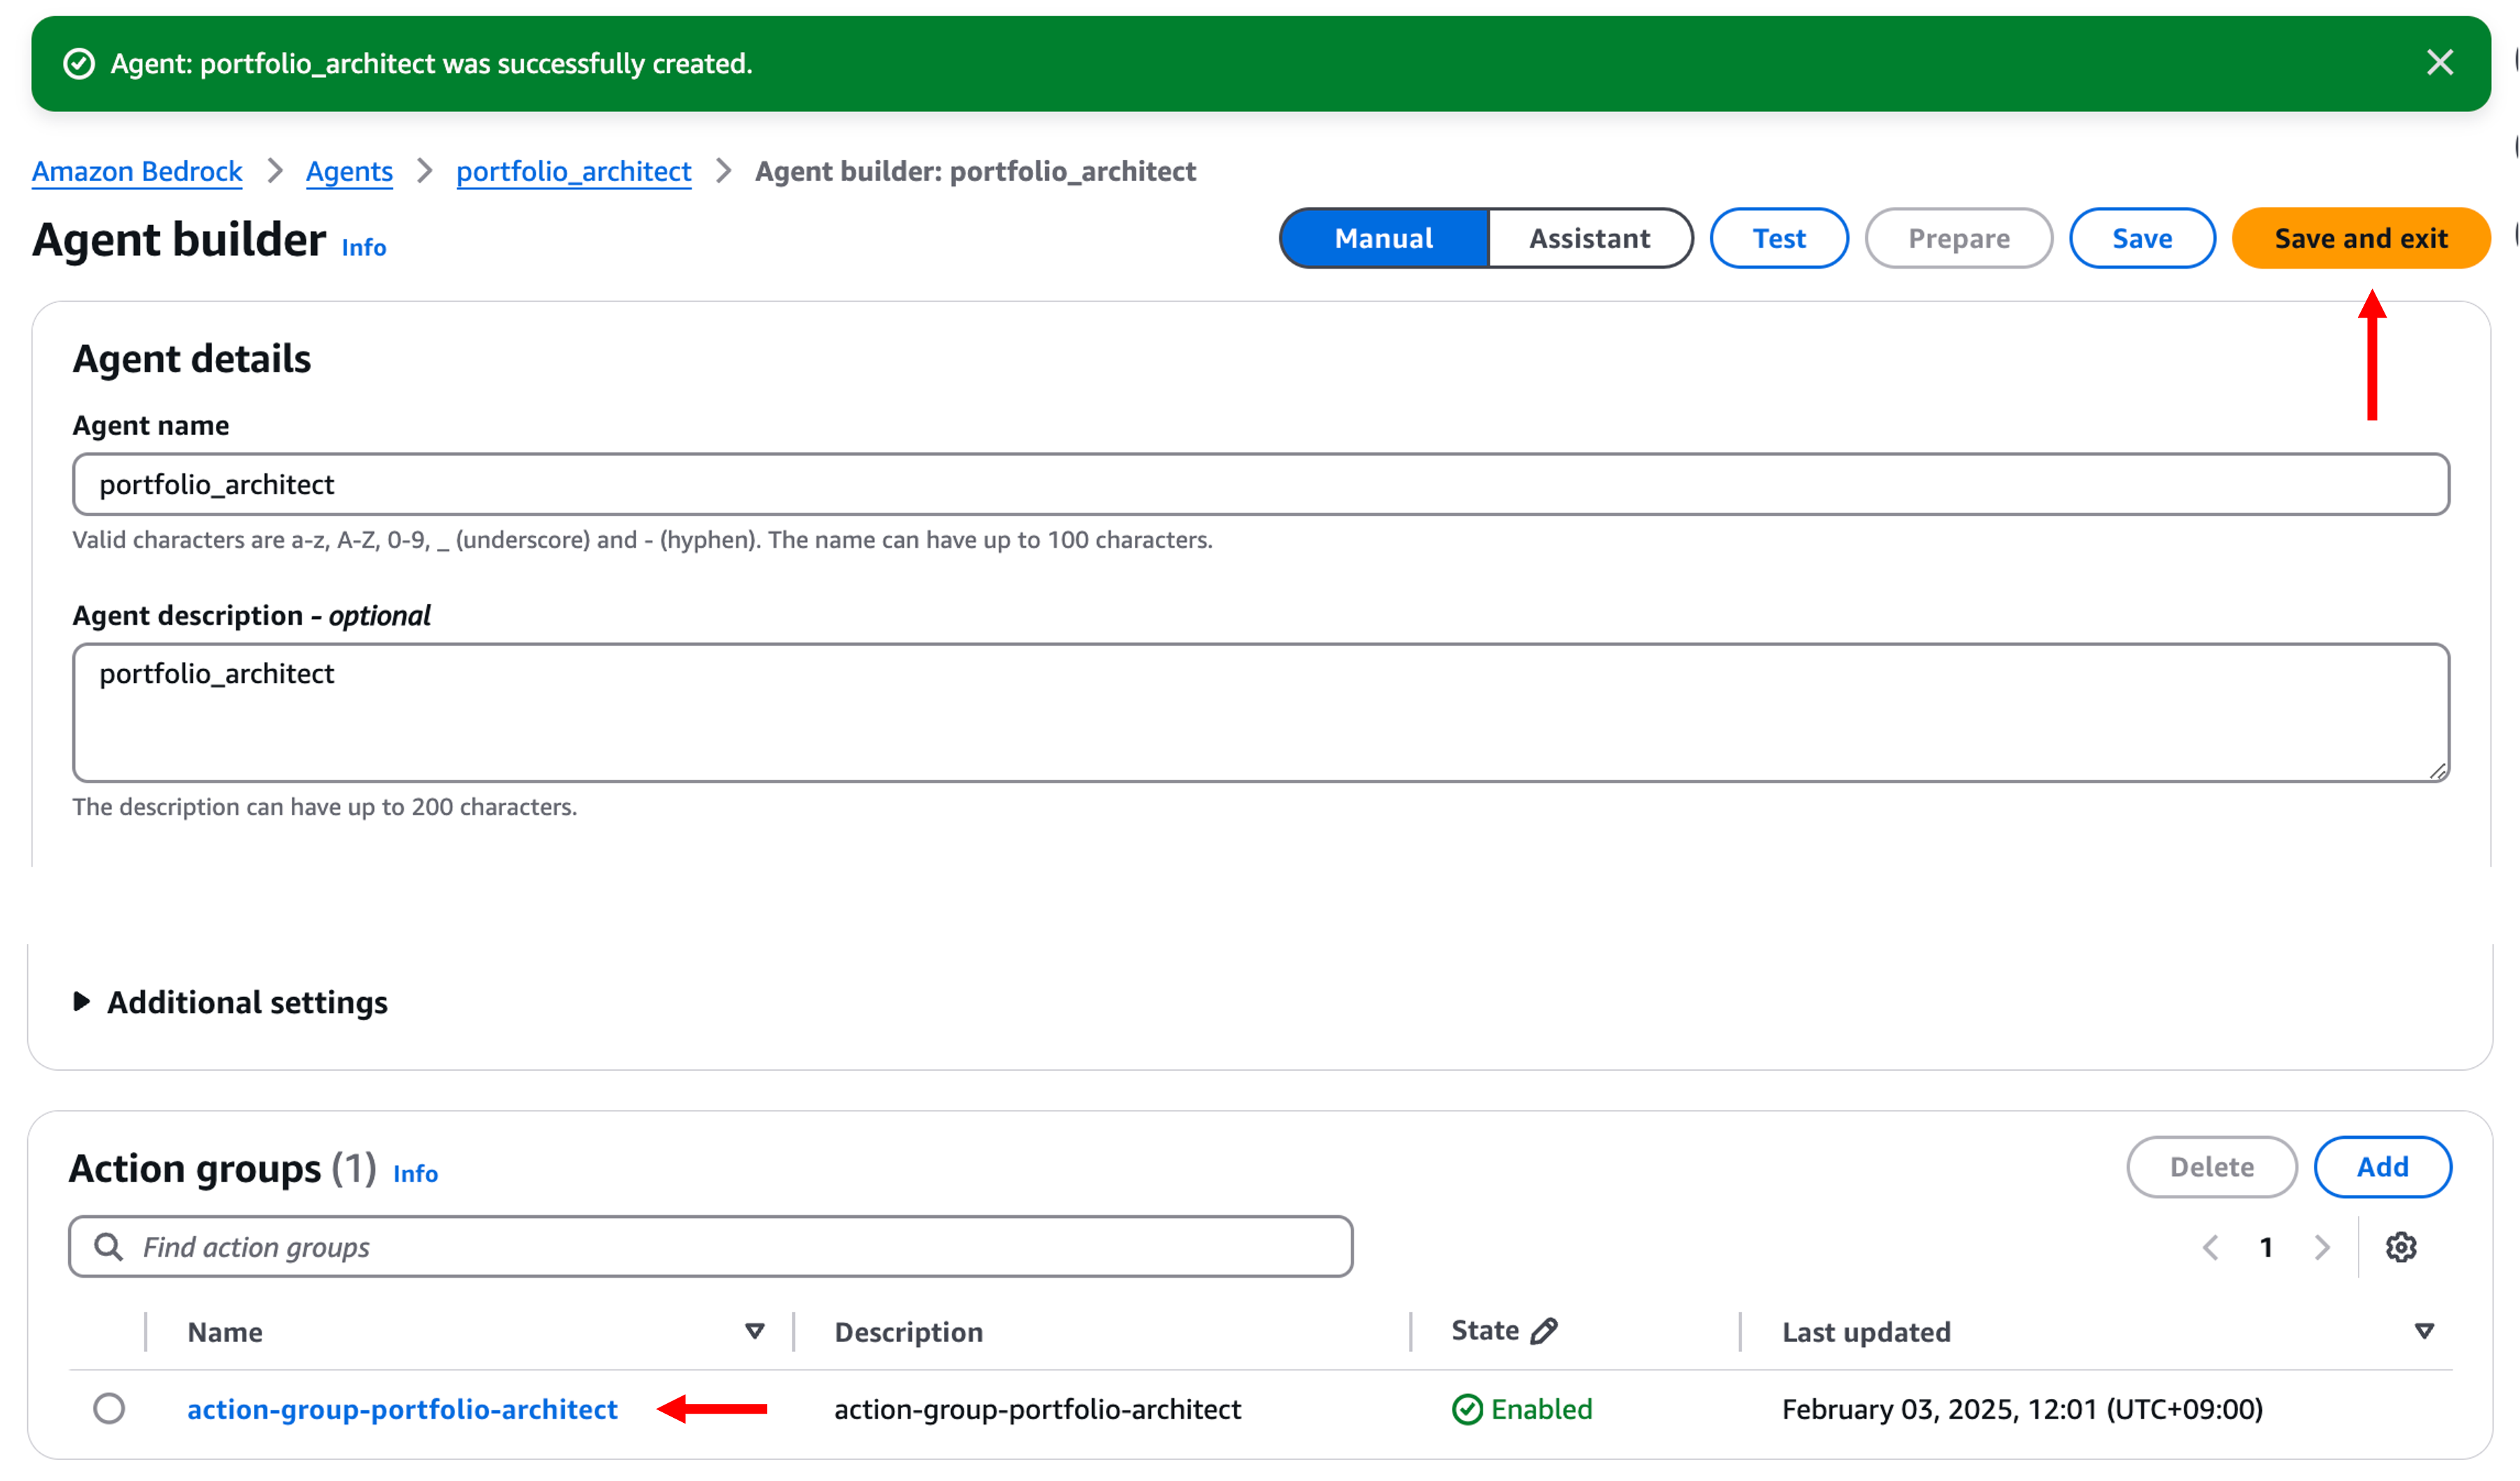 Agent: portfolio_architect was successfully created.
Amazon Bedrock > Agents > portfolio_architect > Agent builder: portfolio_architect
Agent builder Info Manual Assistant Test Prepare Save Save and exit
Agent details
Agent name
portfolio_architect
Valid characters are a-z, A-Z, 0-9, _ (underscore) and - (hyphen). The name can have up to 100 characters.
Agent description - optional
portfolio_architect
The description can have up to 200 characters.
Additional settings
Action groups (1) Info Delete Add
Find action groups 1
Name Description State Last updated
action-group-portfolio-architect action-group-portfolio-architect Enabled February 03, 2025, 12:01 (UTC+09:00)